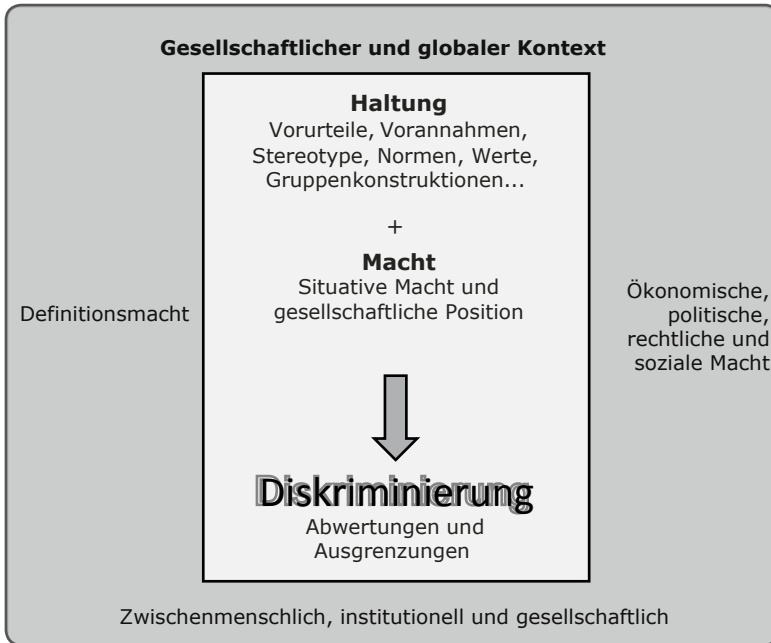 Gesellschaftlicher und globaler Kontext
Haltung
Vorurteile, Vorannahmen,
Stereotype, Normen, Werte,
Gruppenkonstruktionen...
+
Macht
Situative Macht und
gesellschaftliche Position
Definitionsmacht
Ökonomische,
politische,
rechtliche und
soziale Macht
Diskriminierung
Abwertungen und
Ausgrenzungen
Zwischenmenschlich, institutionell und gesellschaftlich